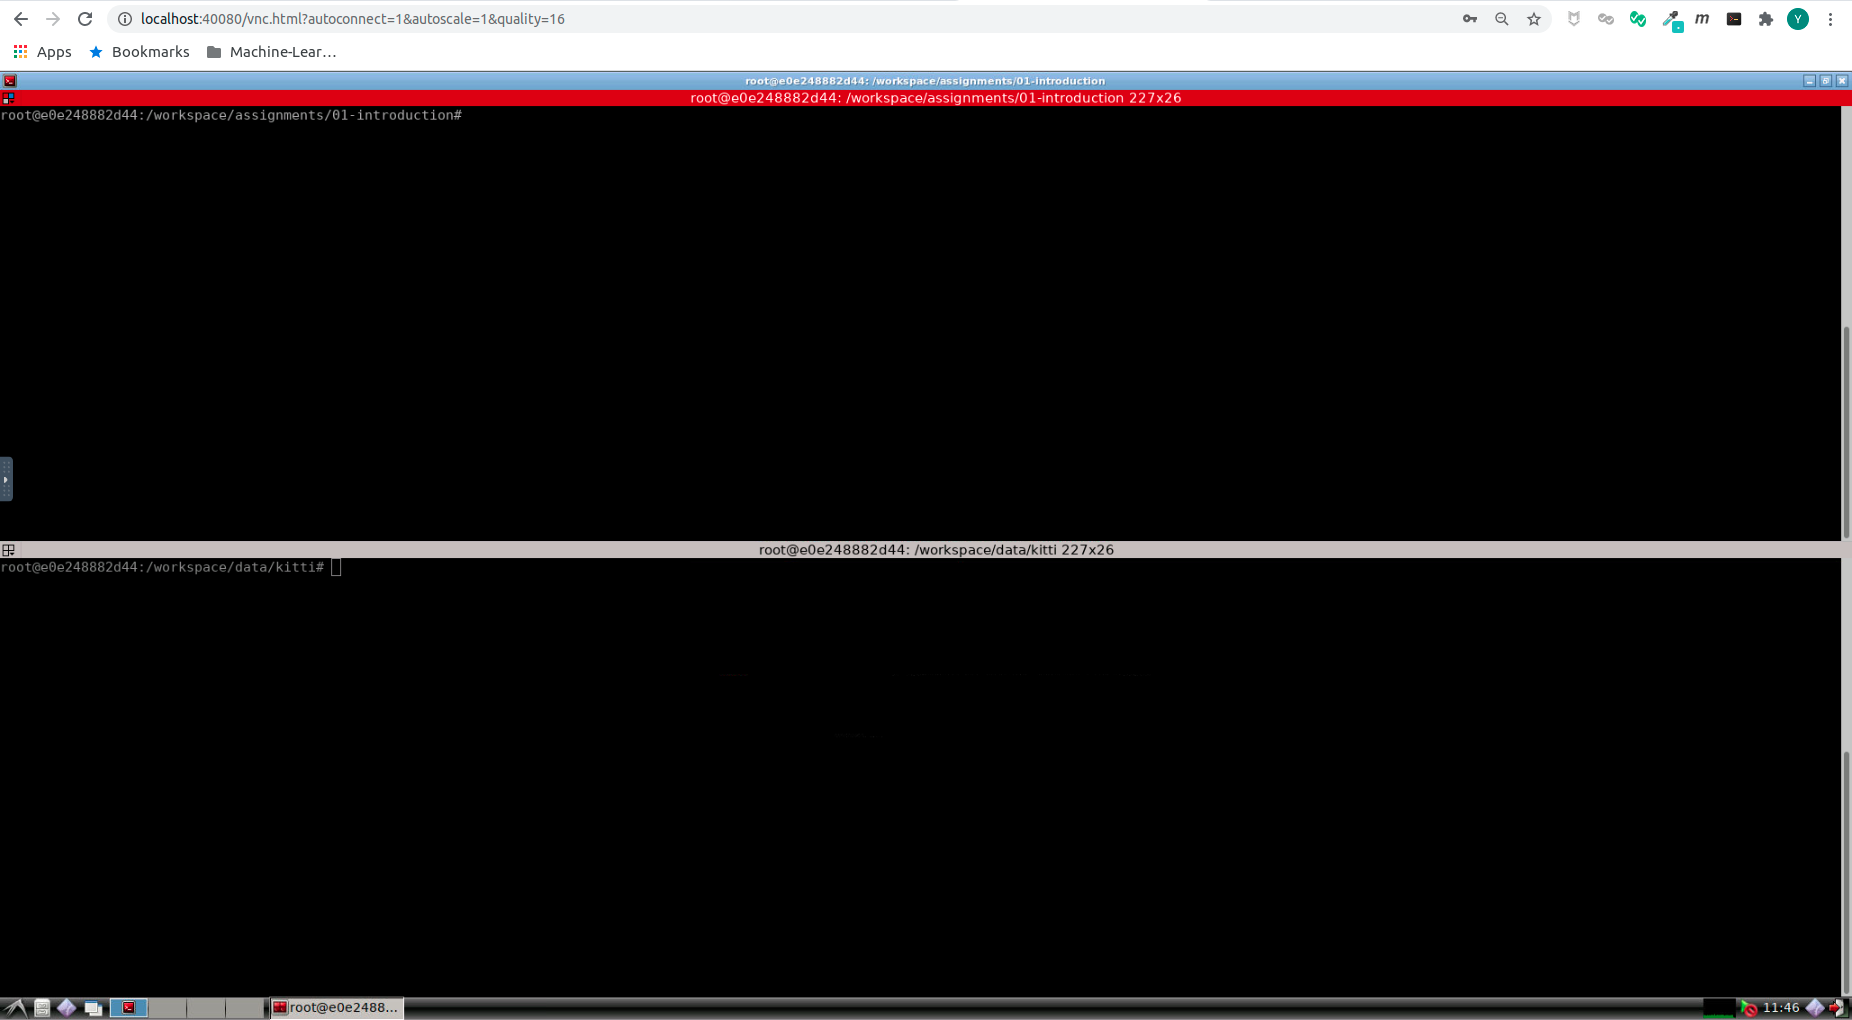 localhost:40080/vnc.html?autoconnect=1&autoscale=1&quality=16
m
Y
Apps Bookmarks Machine-Lear…
root@e0e248882d44: /workspace/assignments/01-introduction
root@e0e248882d44: /workspace/assignments/01-introduction 227x26
root@e0e248882d44:/workspace/assignments/01-introduction#
root@e0e248882d44: /workspace/data/kitti 227x26
root@e0e248882d44:/workspace/data/kitti#
root@e0e2488... 11:46